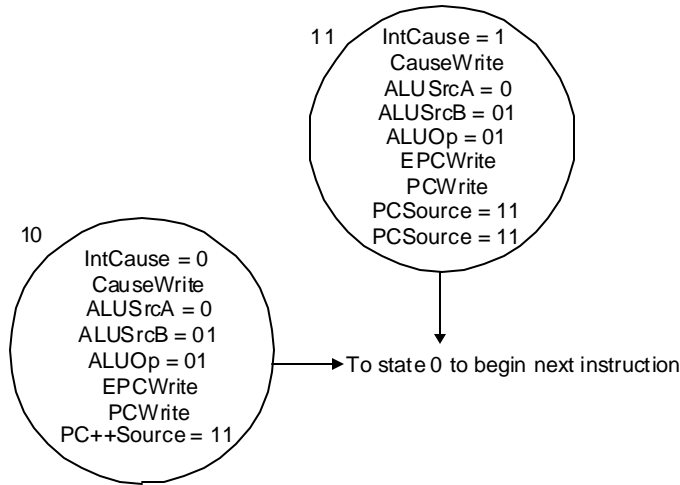 11
IntCause = 1
CauseWrite
ALUSrcA = 0
ALUSrcB = 01
ALUOp = 01
EPCWrite
PCWrite
PCSource = 11
PCSource = 11
10
IntCause = 0
CauseWrite
ALUSrcA = 0
ALUSrcB = 01
ALUOp = 01
EPCWrite
PCWrite
PC++Source = 11
To state 0 to begin next instruction